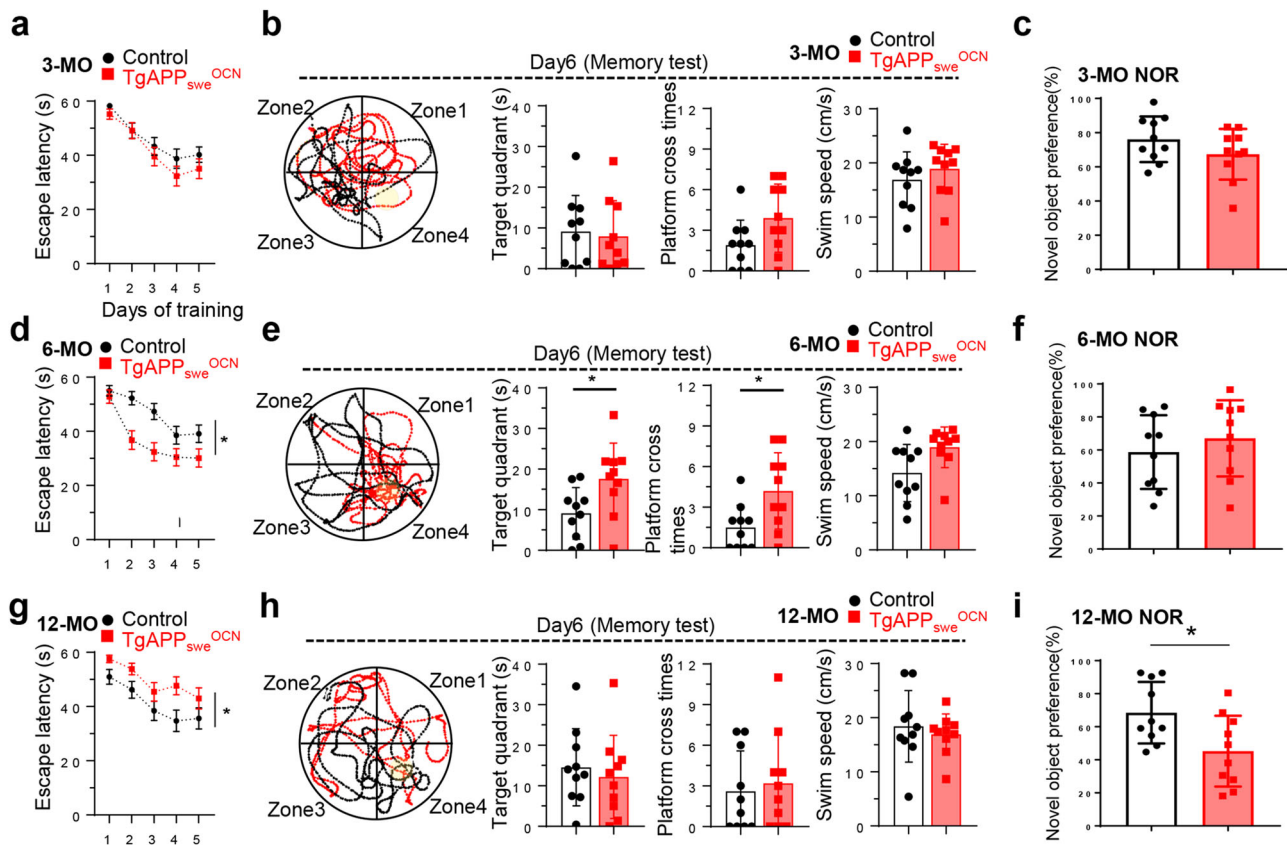 a
3-MO
Control
TgAPPswe^OCN
Escape latency (s)
60
40
20
0
1 2 3 4 5
Days of training
b
Day6 (Memory test)
3-MO
Control
TgAPPswe^OCN
Zone2
Zone1
Zone3
Zone4
Target quadrant (s)
40
30
20
10
0
Platform cross times
12
9
6
3
0
Swim speed (cm/s)
30
20
10
0
c
3-MO NOR
Novel object preference(%)
100
80
60
40
20
0
d
6-MO
Control
TgAPPswe^OCN
Escape latency (s)
60
40
20
0
*
1 2 3 4 5
e
Day6 (Memory test)
6-MO
Control
TgAPPswe^OCN
Zone2
Zone1
Zone3
Zone4
Target quadrant (s)
40
30
20
10
0
*
Platform cross
times
12
9
6
3
0
*
Swim speed (cm/s)
30
20
10
0
f
6-MO NOR
Novel object preference(%)
100
80
60
40
20
0
g
12-MO
Control
TgAPPswe^OCN
Escape latency (s)
60
40
20
0
*
1 2 3 4 5
h
Day6 (Memory test)
12-MO
Control
TgAPPswe^OCN
Zone2
Zone1
Zone3
Zone4
Target quadrant (s)
40
30
20
10
0
Platform cross times
12
9
6
3
0
Swim speed (cm/s)
30
20
10
0
i
12-MO NOR
*
Novel object preference(%)
100
80
60
40
20
0